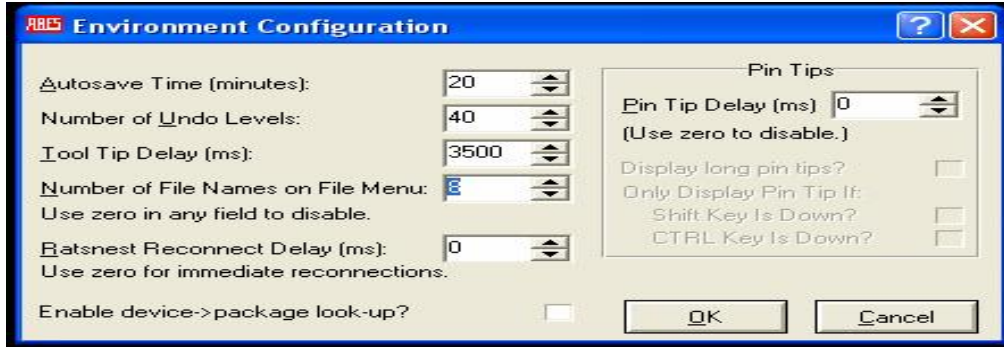 ARES Environment Configuration
Autosave Time (minutes): 20
Number of Undo Levels: 40
Tool Tip Delay (ms): 3500
Number of File Names on File Menu: 8
Use zero in any field to disable.
Ratsnest Reconnect Delay (ms): 0
Use zero for immediate reconnections.
Enable device->package look-up?
Pin Tips
Pin Tip Delay (ms) 0
(Use zero to disable.)
Display long pin tips?
Only Display Pin Tip If:
Shift Key Is Down?
CTRL Key Is Down?
OK Cancel